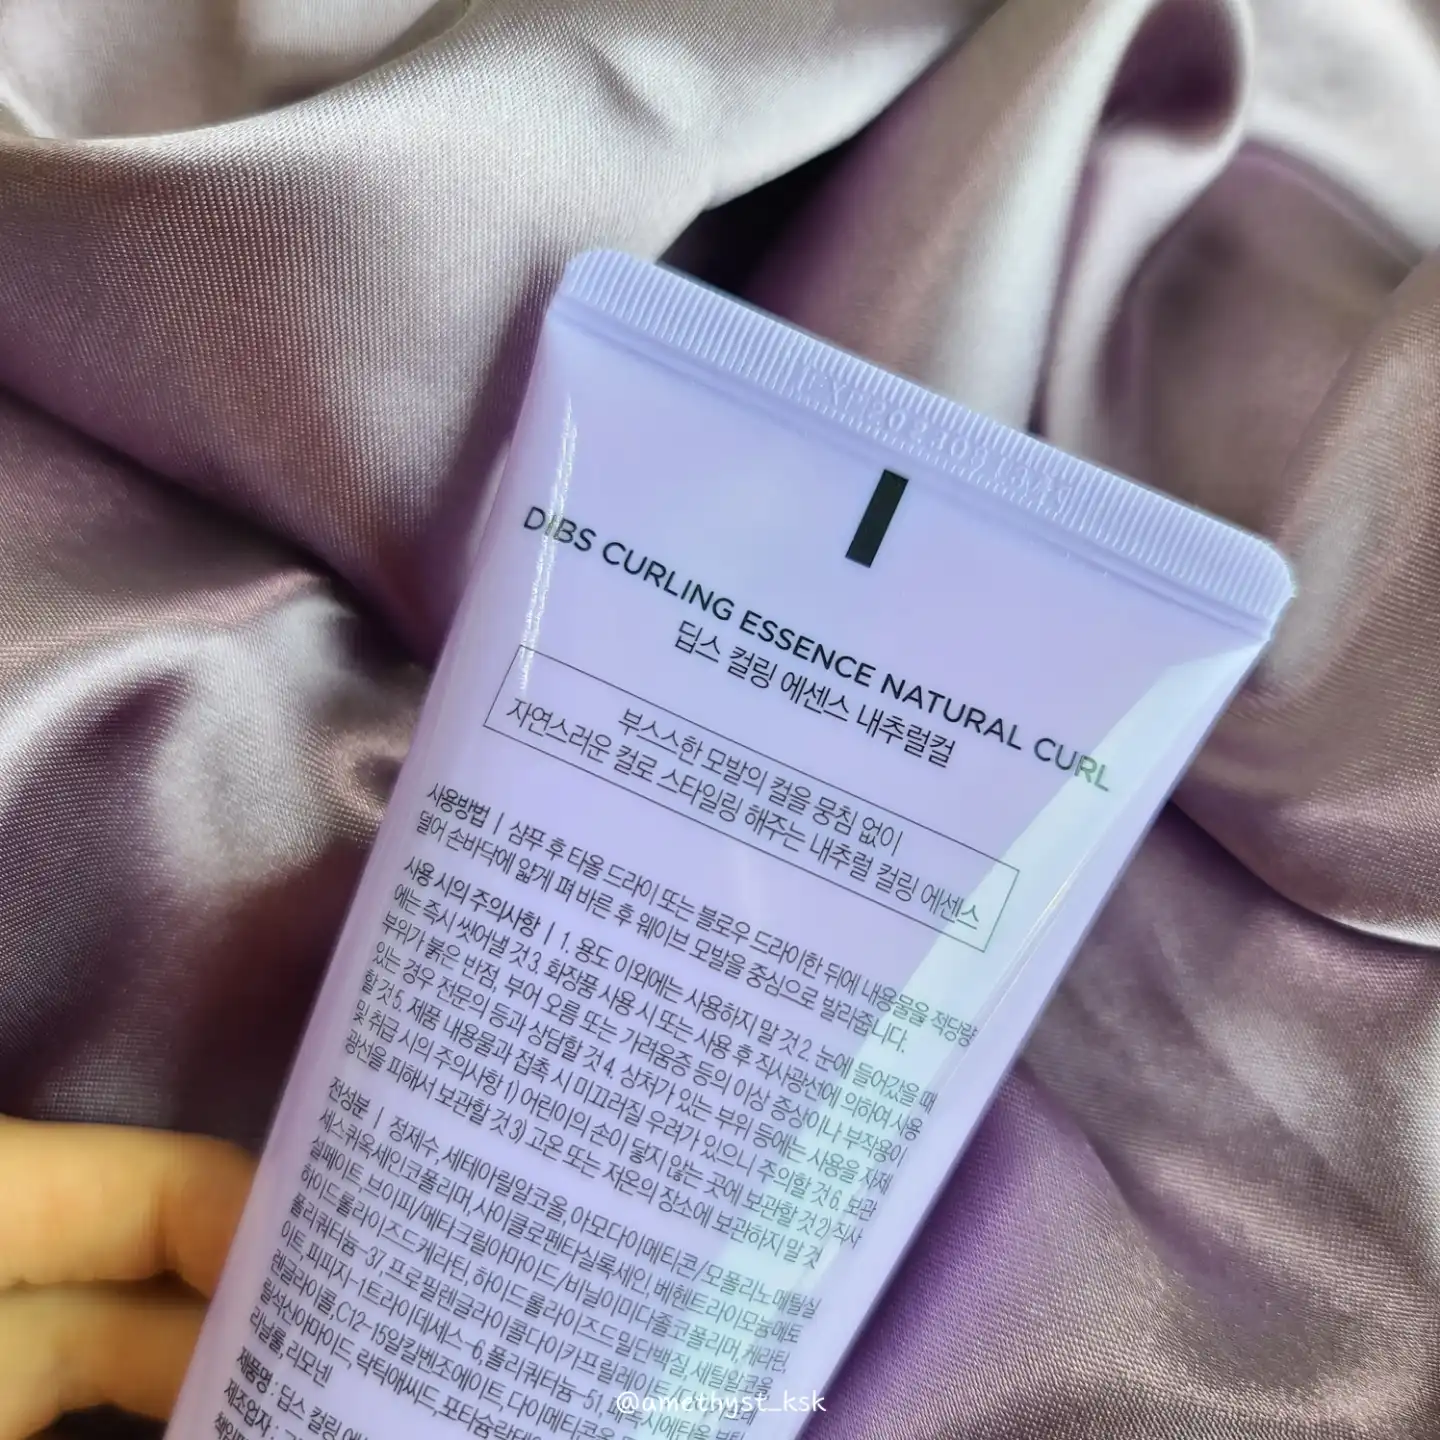 DIBS CURLING ESSENCE NATURAL CURL
딥스 컬링 에센스 내추럴컬
부스스한 모발의 컬을 뭉침 없이
자연스러운 컬로 스타일링 해주는 내추럴 컬링 에센스
사용방법 | 샴푸 후 타올 드라이 또는 블로우 드라이한 뒤에 내용물을 적당량
덜어 손바닥에 얇게 펴 바른 후 웨이브 모발을 중심으로 발라줍니다.
사용 시의 주의사항 | 1. 용도 이외에는 사용하지 말 것 2. 눈에 들어갔을 때
에는 즉시 씻어낼 것 3. 화장품 사용 시 또는 사용 후 직사광선에 의하여 사용
부위가 붉은 반점, 부어 오름 또는 가려움증 등의 이상 증상이나 부작용이
있는 경우 전문의 등과 상담할 것 4. 상처가 있는 부위 등에는 사용을 자제
할 것 5. 제품 내용물과 접촉 시 미끄러질 우려가 있으니 주의할 것 6. 보관
및 취급 시의 주의사항 1) 어린이의 손이 닿지 않는 곳에 보관할 것 2) 직사
광선을 피해서 보관할 것 3) 고온 또는 저온의 장소에 보관하지 말 것
전성분 | 정제수, 세테아릴알코올, 아모다이메티콘/모폴리노메틸실
세스퀴옥세인코폴리머, 사이클로펜타실록세인, 베헨트라이모늄메토
설페이트, 브이피/메타크릴아마이드/비닐이미다졸코폴리머, 케라틴,
하이드롤라이즈드케라틴, 하이드롤라이즈드밀단백질, 세틸알코올,
폴리쿼터늄-37, 프로필렌글라이콜다이카프릴레이
이트, 피피지-1트라이데세스-6, 폴리쿼터늄-51,
렌글라이콜, C12-15알킬벤조에이트, 다이메티콘올,
락틱애씨드,
리날룰, 리모넨
제품명 : 딥스 컬링
제조업자 :
@amethyst_ksk